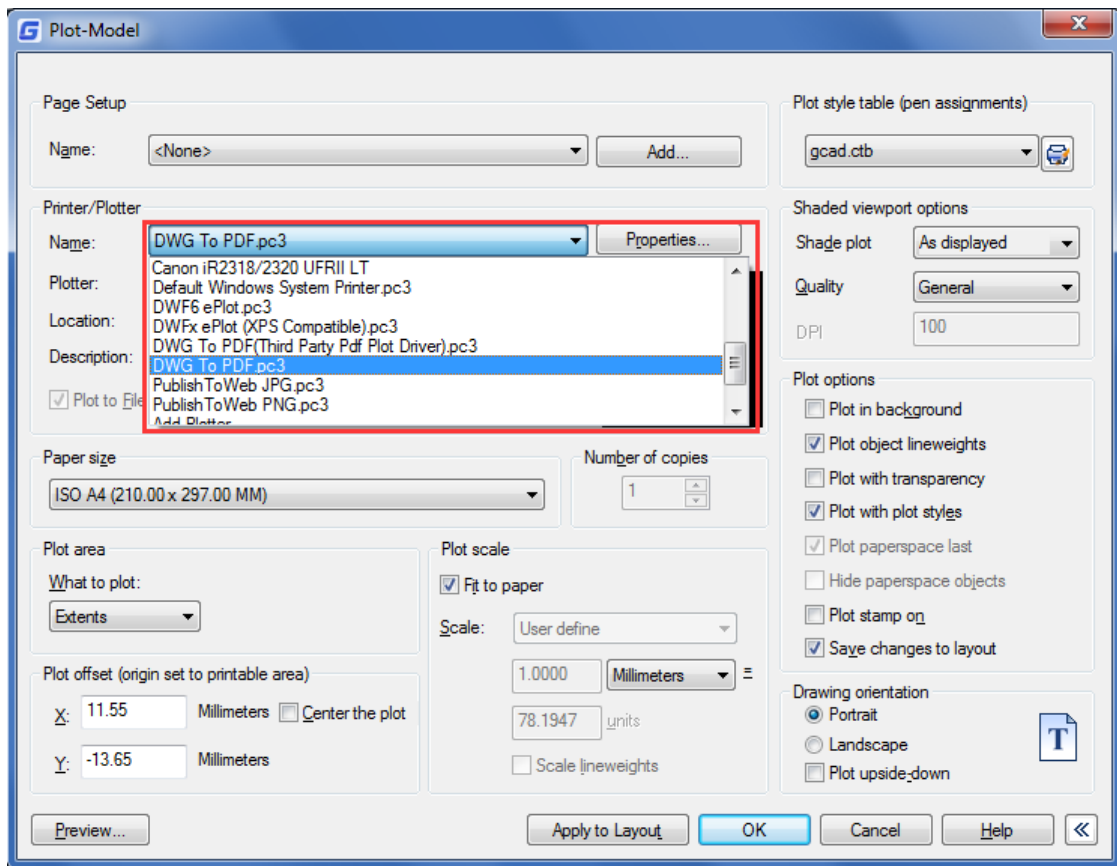 Plot-Model
Page Setup
Name:
<None>
Add...
Plot style table (pen assignments)
gcad.ctb
Printer/Plotter
Name:
DWG To PDF.pc3
Properties...
Canon iR2318/2320 UFRII LT
Default Windows System Printer.pc3
DWF6 ePlot.pc3
DWFx ePlot (XPS Compatible).pc3
DWG To PDF(Third Party Pdf Plot Driver).pc3
DWG To PDF.pc3
PublishToWeb JPG.pc3
PublishToWeb PNG.pc3
Add Plotter
Plotter:
Location:
Description:
Plot to File
Shaded viewport options
Shade plot
As displayed
Quality
General
DPI
100
Paper size
ISO A4 (210.00 x 297.00 MM)
Number of copies
1
Plot options
Plot in background
Plot object lineweights
Plot with transparency
Plot with plot styles
Plot paperspace last
Hide paperspace objects
Plot stamp on
Save changes to layout
Plot area
What to plot:
Extents
Plot scale
Fit to paper
Scale:
User define
1.0000
Millimeters
=
78.1947
units
Scale lineweights
Plot offset (origin set to printable area)
X:
11.55
Millimeters
Center the plot
Y:
-13.65
Millimeters
Drawing orientation
Portrait
Landscape
Plot upside-down
T
Preview...
Apply to Layout
OK
Cancel
Help